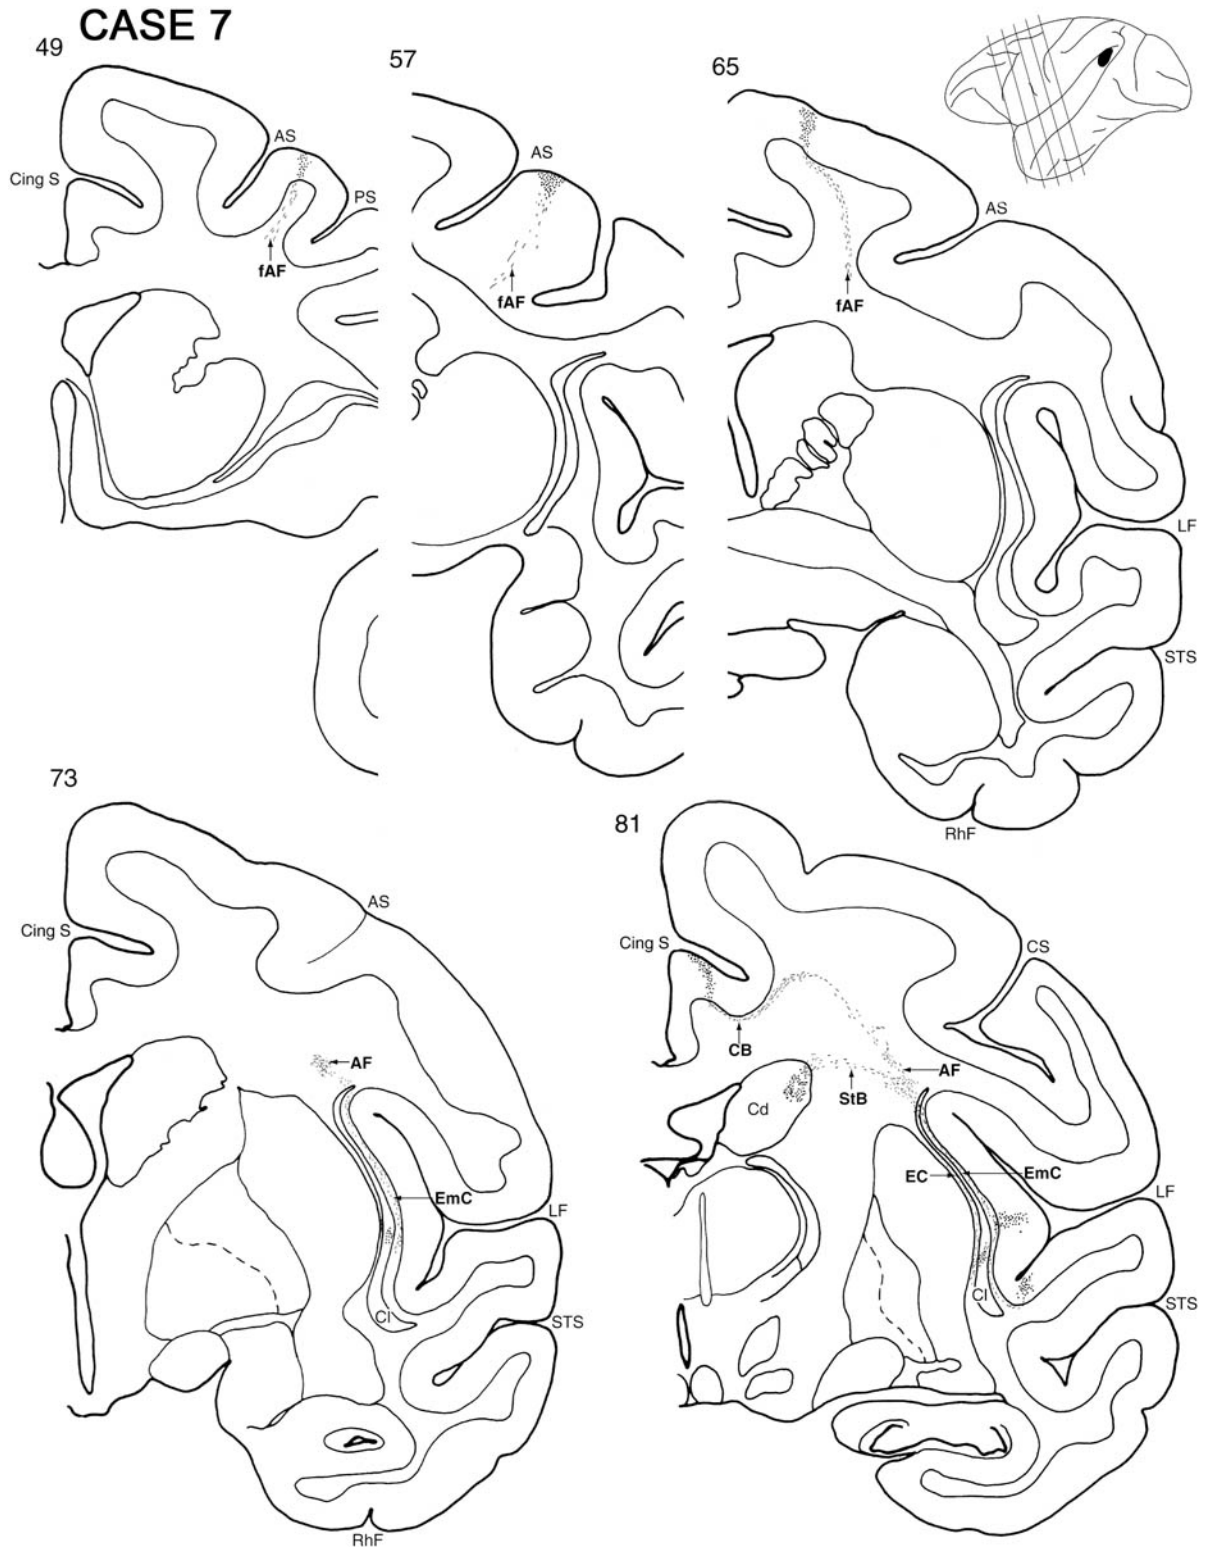 CASE 7
49
57
65
AS
AS
Cing S
PS
AS
fAF
fAF
fAF
LF
STS
RhF
73
81
AS
Cing S
Cing S
CS
CB
AF
AF
StB
Cd
EmC
EC
EmC
LF
LF
Cl
Cl
STS
STS
RhF